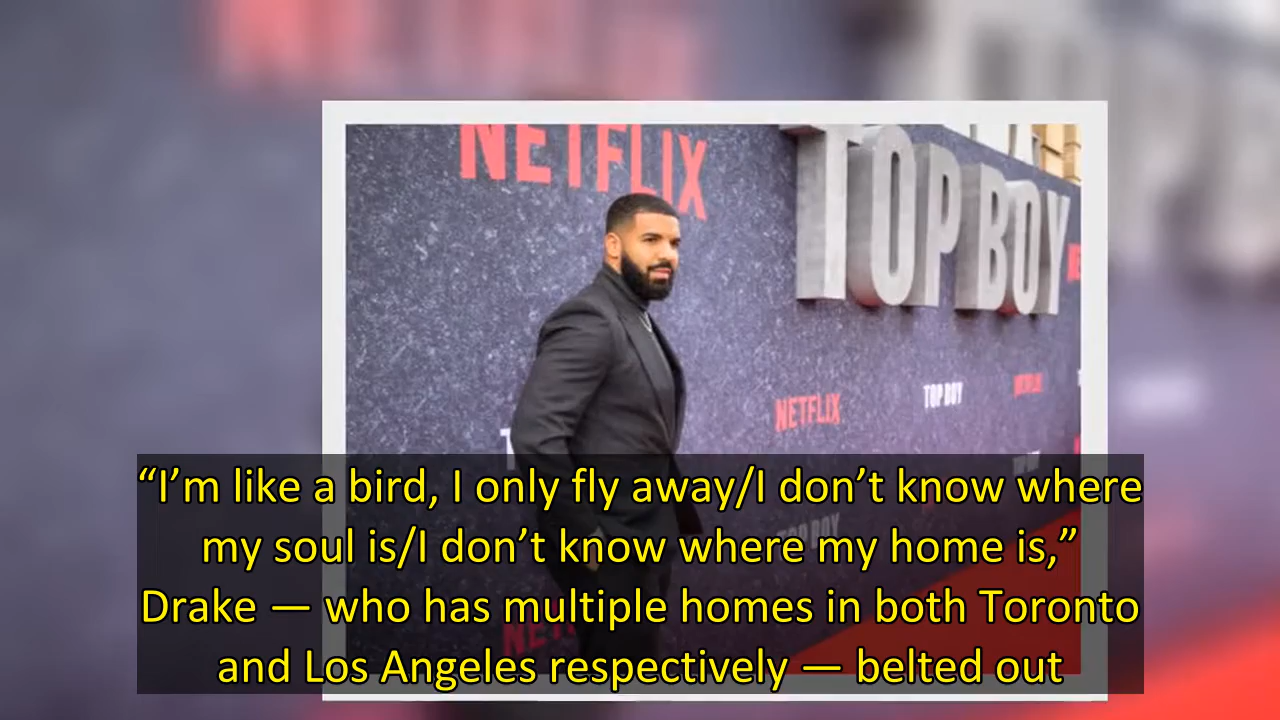 NETFLIX
TOP BOY
NETFLIX
TOP BOY
NETFLIX
“I’m like a bird, I only fly away/I don’t know where
my soul is/I don’t know where my home is,”
Drake — who has multiple homes in both Toronto
and Los Angeles respectively — belted out